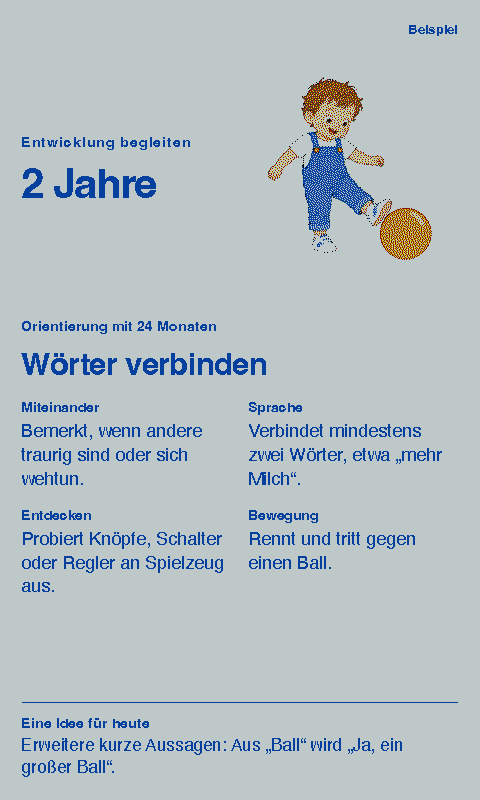 Beispiel
Entwicklung begleiten
2 Jahre
Orientierung mit 24 Monaten
Wörter verbinden
Miteinander
Bemerkt, wenn andere
traurig sind oder sich
wehtun.
Sprache
Verbindet mindestens
zwei Wörter, etwa „mehr
Milch“.
Entdecken
Probiert Knöpfe, Schalter
oder Regler an Spielzeug
aus.
Bewegung
Rennt und tritt gegen
einen Ball.
Eine Idee für heute
Erweitere kurze Aussagen: Aus „Ball“ wird „Ja, ein
großer Ball“.